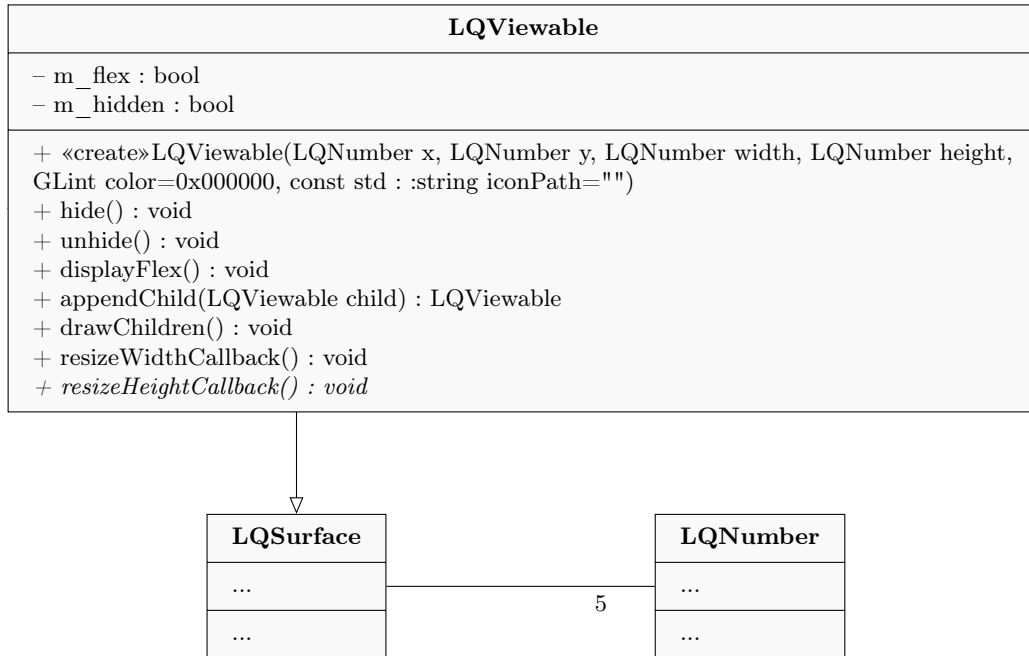 LQViewable
– m_flex : bool
– m_hidden : bool
+ «create»LQViewable(LQNumber x, LQNumber y, LQNumber width, LQNumber height,
GLint color=0x000000, const std : :string iconPath="")
+ hide() : void
+ unhide() : void
+ displayFlex() : void
+ appendChild(LQViewable child) : LQViewable
+ drawChildren() : void
+ resizeWidthCallback() : void
+ resizeHeightCallback() : void
LQSurface
...
...
5
LQNumber
...
...